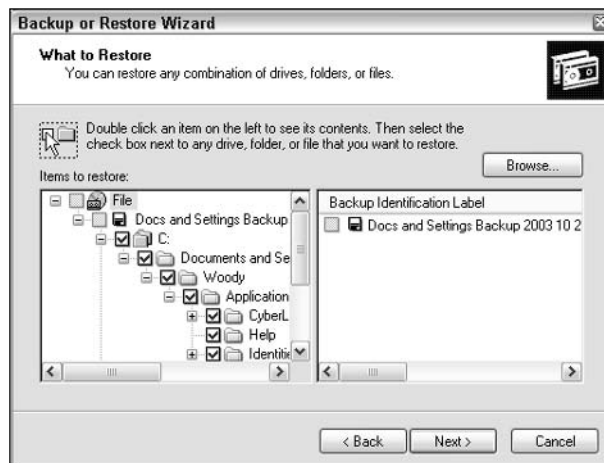 Backup or Restore Wizard
What to Restore
You can restore any combination of drives, folders, or files.
Double click an item on the left to see its contents. Then select the
check box next to any drive, folder, or file that you want to restore.
Browse...
Items to restore:
File
Docs and Settings Backup
C:
Documents and Se
Woody
Application
CyberL
Help
Identiti
Backup Identification Label
Docs and Settings Backup 2003 10 2
< Back
Next >
Cancel